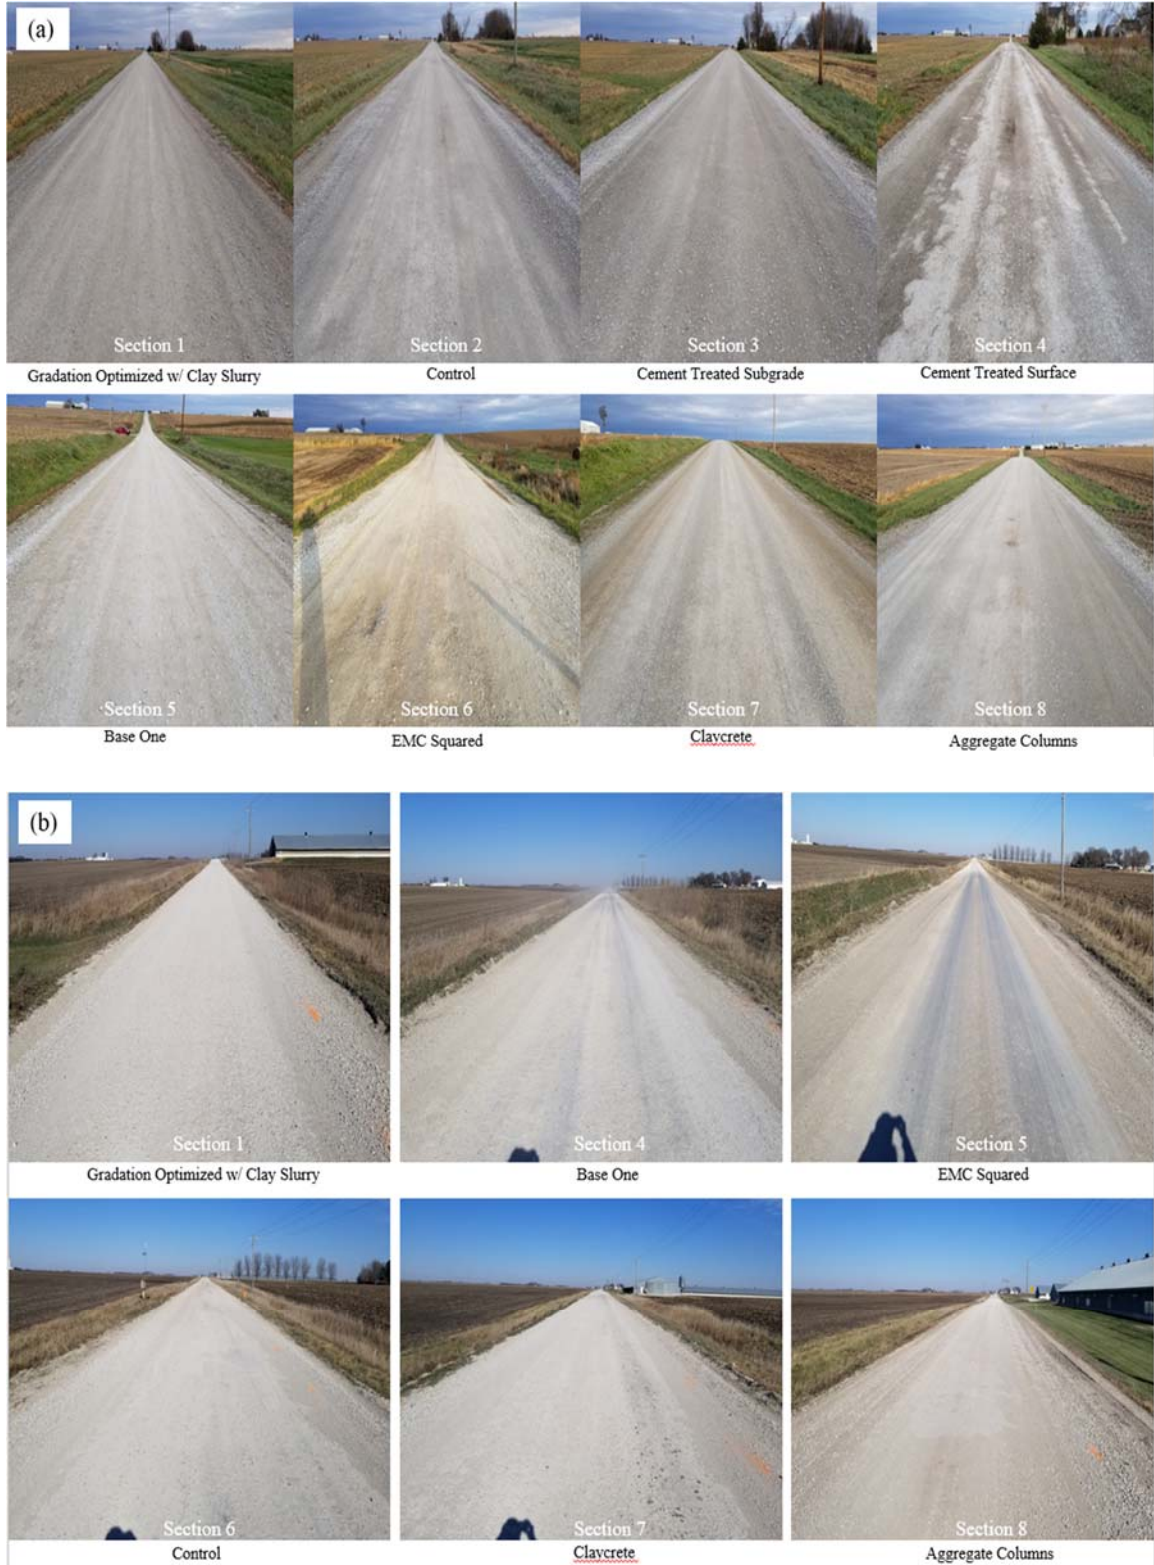 (a)
Section 1
Section 2
Section 3
Section 4
Gradation Optimized w/ Clay Slurry
Control
Cement Treated Subgrade
Cement Treated Surface
Section 5
Section 6
Section 7
Section 8
Base One
EMC Squared
Claycrete
Aggregate Columns
(b)
Section 1
Section 4
Section 5
Gradation Optimized w/ Clay Slurry
Base One
EMC Squared
Section 6
Section 7
Section 8
Control
Claycrete
Aggregate Columns